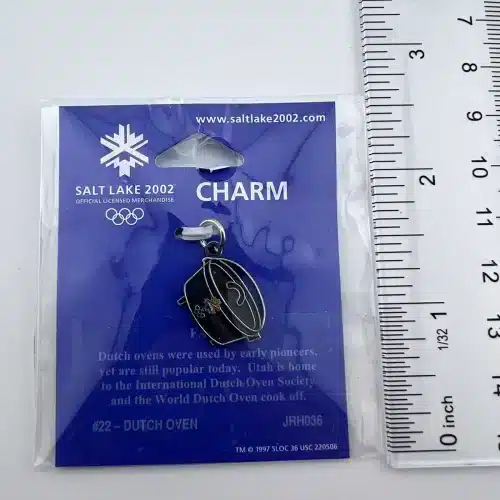 www.saltlake2002.com
SALT LAKE 2002
OFFICIAL LICENSED MERCHANDISE
CHARM
Dutch ovens were used by early pioneers,
yet are still popular today. Utah is home
to the International Dutch Oven Society
and the World Dutch Oven cook off.
#22 – DUTCH OVEN JRH036
TM © 1997 SLOC 36 USC 220506
7
3
8
9
2
10
11
12
1
1/32
13
14
0 inch
15